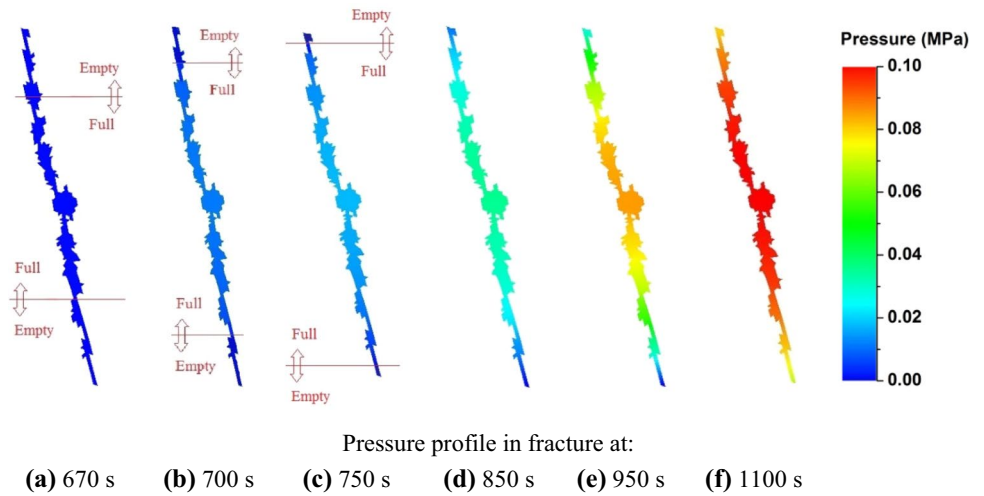 Empty
Full
Full
Empty
Empty
Full
Full
Empty
Empty
Full
Full
Empty
Pressure (MPa)
0.10
0.08
0.06
0.04
0.02
0.00
Pressure profile in fracture at:
(a) 670 s (b) 700 s (c) 750 s (d) 850 s (e) 950 s (f) 1100 s